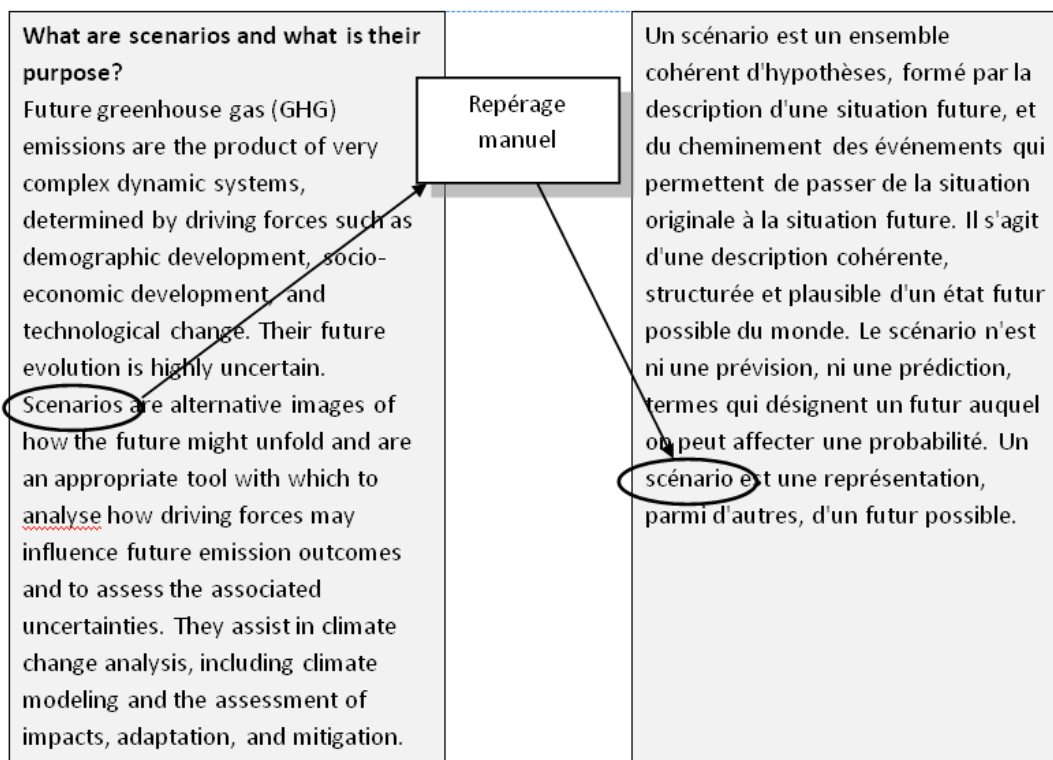 What are scenarios and what is their
purpose?
Future greenhouse gas (GHG)
emissions are the product of very
complex dynamic systems,
determined by driving forces such as
demographic development, socio-
economic development, and
technological change. Their future
evolution is highly uncertain.
Scenarios are alternative images of
how the future might unfold and are
an appropriate tool with which to
analyse how driving forces may
influence future emission outcomes
and to assess the associated
uncertainties. They assist in climate
change analysis, including climate
modeling and the assessment of
impacts, adaptation, and mitigation.
Repérage
manuel
Un scénario est un ensemble
cohérent d'hypothèses, formé par la
description d'une situation future, et
du cheminement des événements qui
permettent de passer de la situation
originale à la situation future. Il s'agit
d'une description cohérente,
structurée et plausible d'un état futur
possible du monde. Le scénario n'est
ni une prévision, ni une prédiction,
termes qui désignent un futur auquel
on peut affecter une probabilité. Un
scénario est une représentation,
parmi d'autres, d'un futur possible.